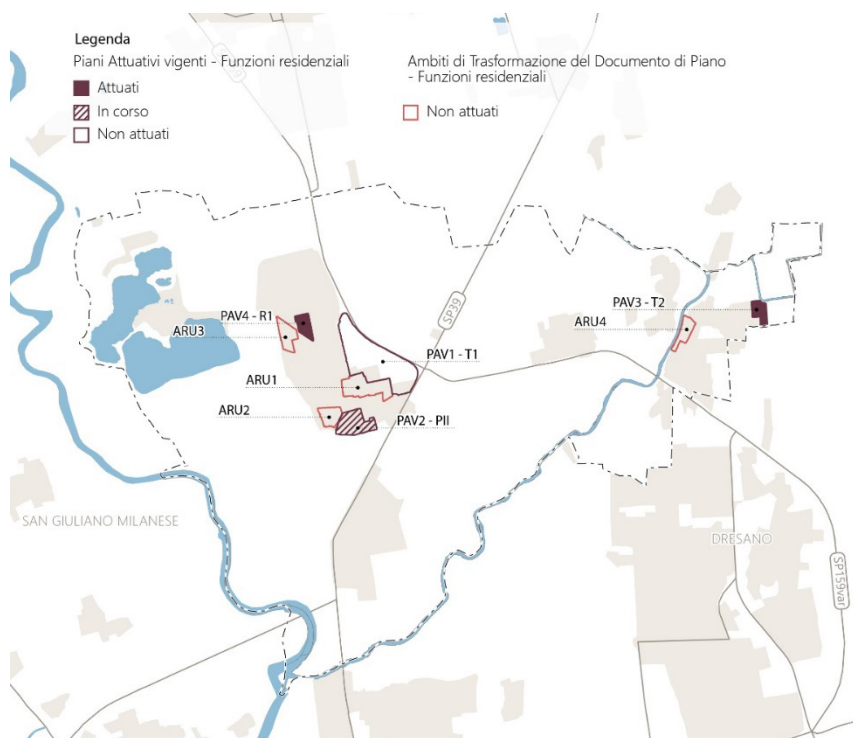 Legenda
Piani Attuativi vigenti - Funzioni residenziali
Attuati
In corso
Non attuati
Ambiti di Trasformazione del Documento di Piano
- Funzioni residenziali
Non attuati
SP39
PAV4 - R1
ARU3
PAV1 - T1
ARU1
ARU2
PAV2 - PII
PAV3 - T2
ARU4
SAN GIULIANO MILANESE
DRESANO
SP159var